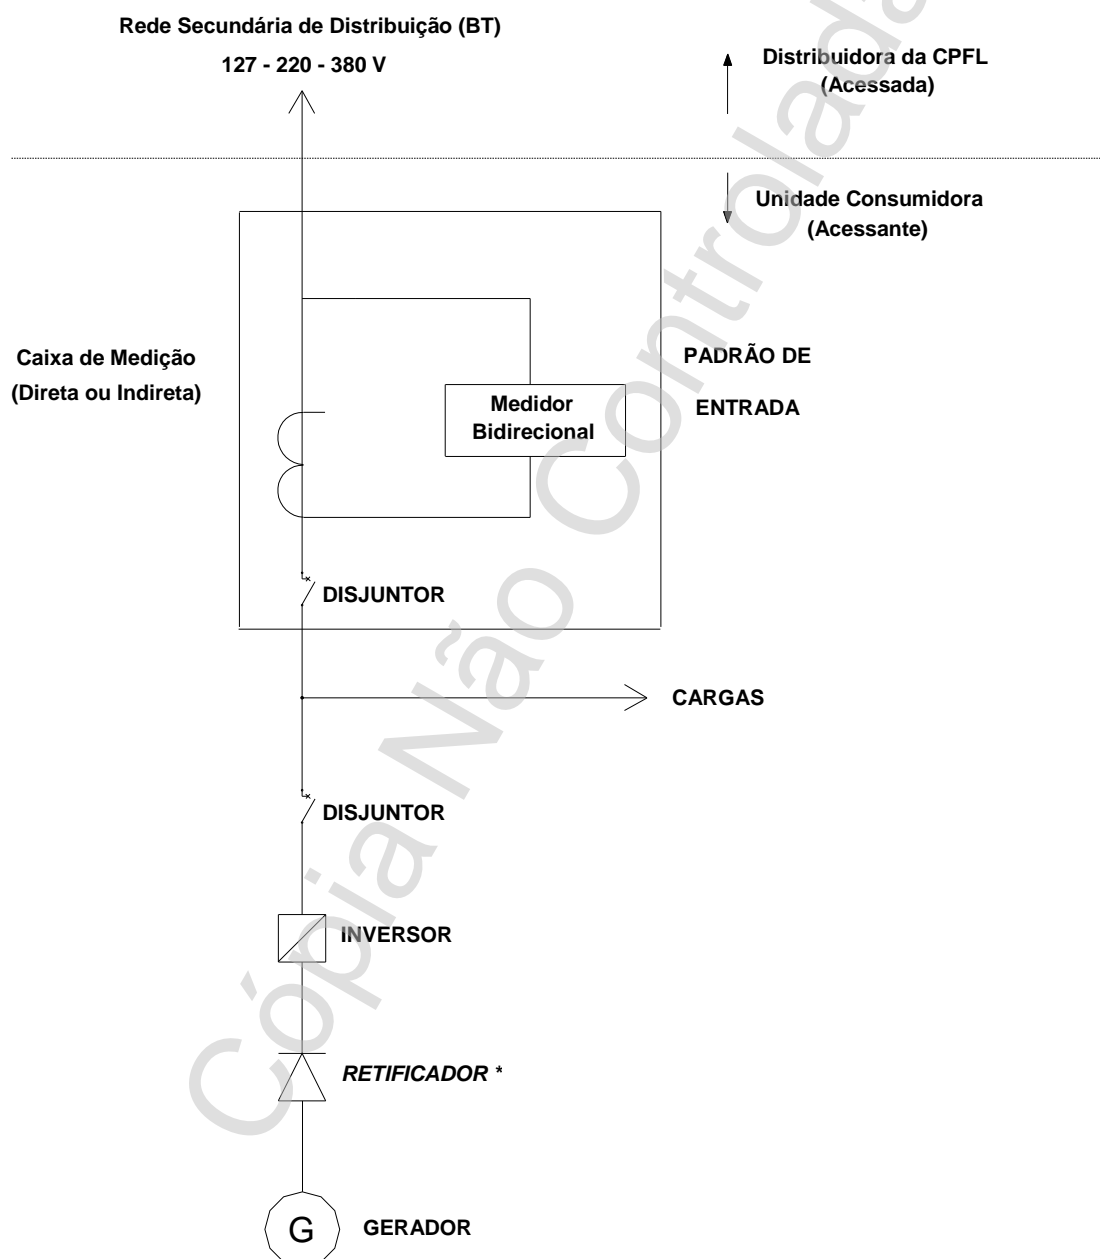 Rede Secundária de Distribuição (BT)
127 - 220 - 380 V
Distribuidora da CPFL
(Acessada)
Unidade Consumidora
(Acessante)
Caixa de Medição
(Direta ou Indireta)
PADRÃO DE
ENTRADA
Medidor
Bidirecional
DISJUNTOR
CARGAS
DISJUNTOR
INVERSOR
RETIFICADOR *
G
GERADOR
Cópia Não Controlada